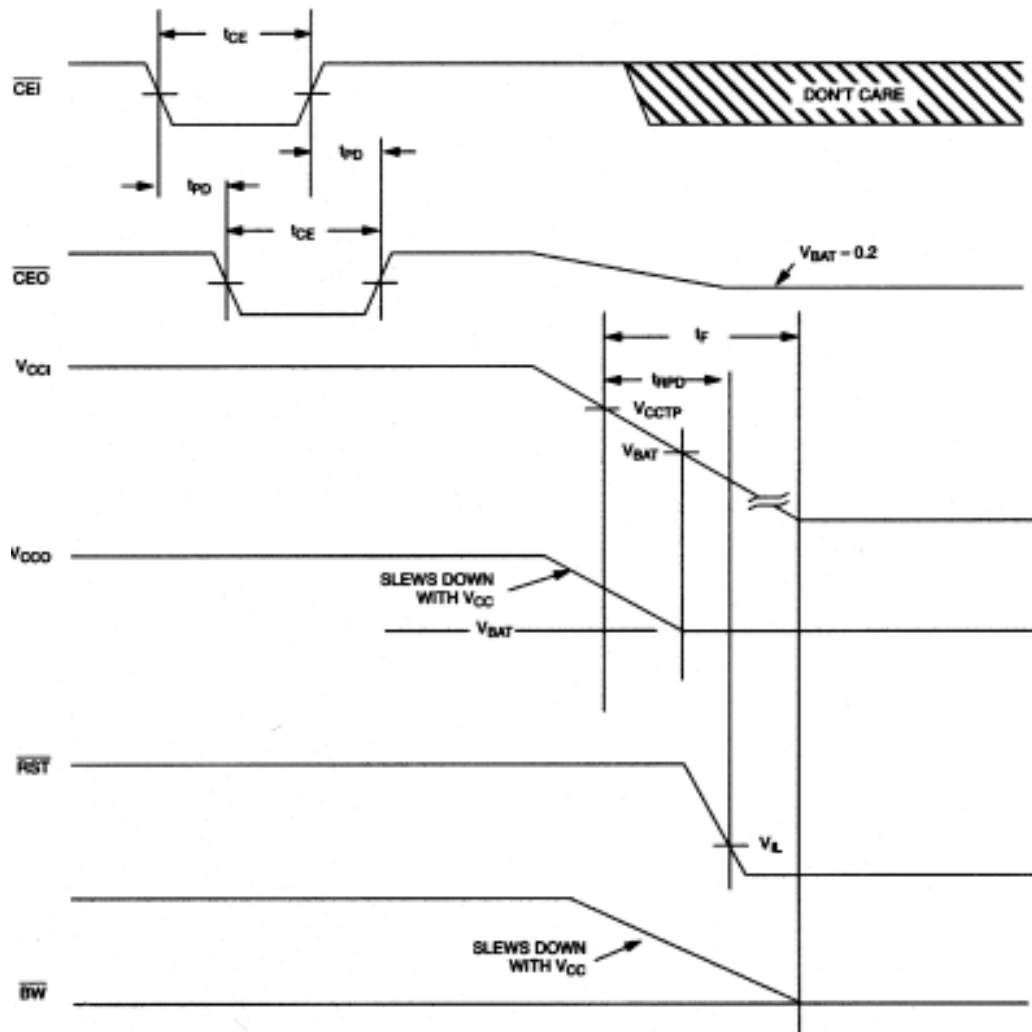 tCE
CEI
DON'T CARE
tPD
tPD
tCE
CEO
VBAT – 0.2
tF
VCCI
tRPD
VCCTP
VBAT
VCCO
SLEWS DOWN
WITH VCC
VBAT
RST
VIL
SLEWS DOWN
WITH VCC
BW